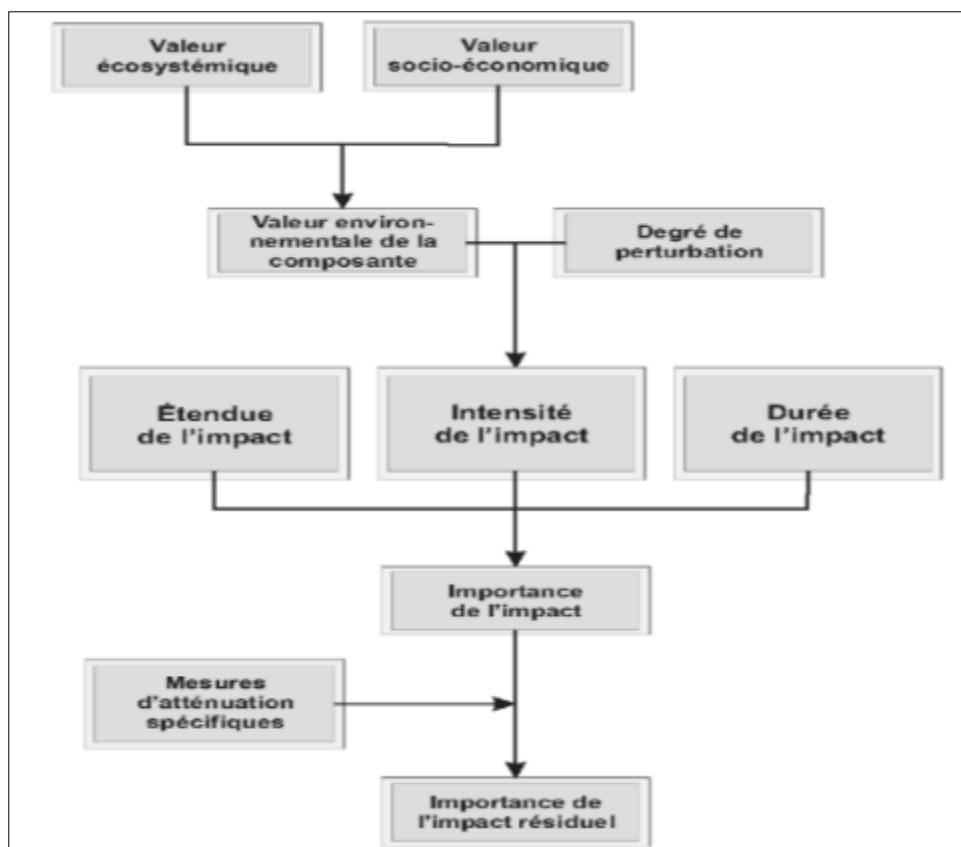 Valeur
écosystémique
Valeur
socio-économique
Valeur environ-
nementale de la
composante
Degré de
perturbation
Étendue
de l'impact
Intensité
de l'impact
Durée
de l'impact
Importance
de l'impact
Mesures
d'atténuation
spécifiques
Importance de
l'impact résiduel